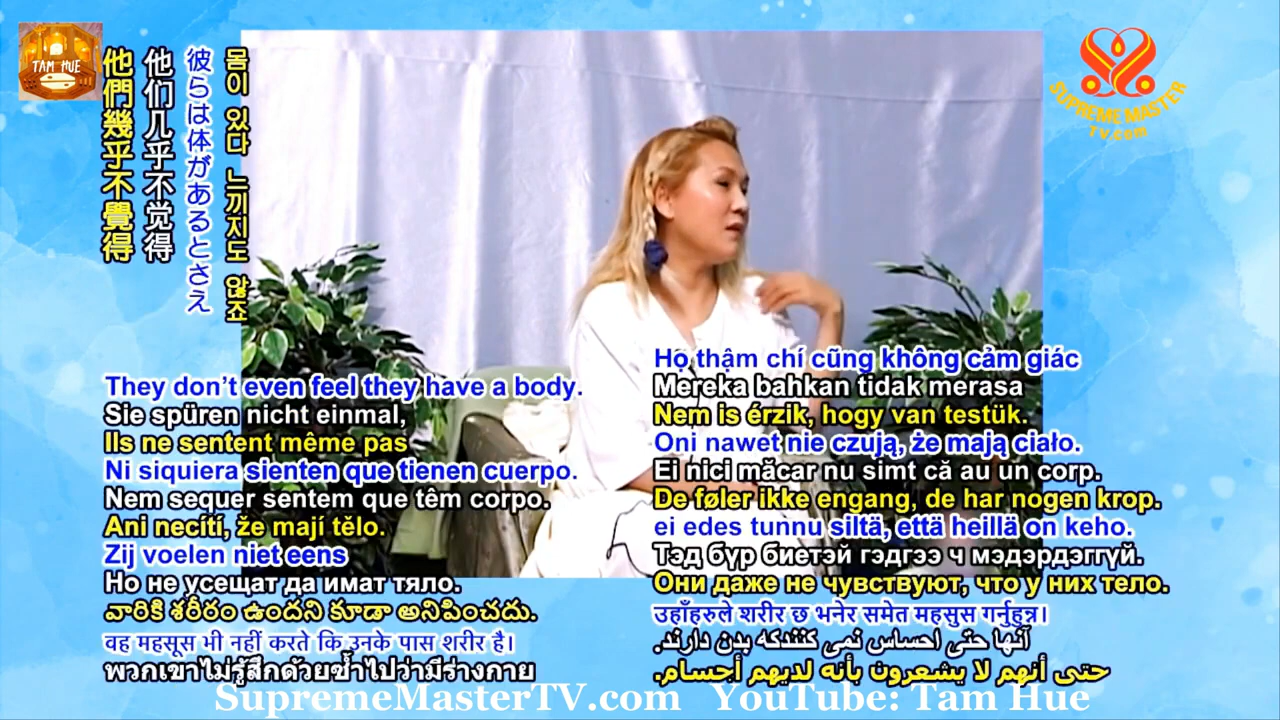 TAM HUE
他們幾乎不覺得
他们几乎不觉得
彼らは体があるとさえ
몸이 있다 느끼지도 않죠
SUPREME MASTER
TV.com
They don't even feel they have a body.
Sie spüren nicht einmal,
Ils ne sentent même pas
Ni siquiera sienten que tienen cuerpo.
Nem sequer sentem que têm corpo.
Ani necítí, že mají tělo.
Zij voelen niet eens
Но не усещат да имат тяло.
వారికి శరీరం ఉందని కూడా అనిపించదు.
वह महसूस भी नहीं करते कि उनके पास शरीर है।
พวกเขาไม่รู้สึกด้วยซ้ำไปว่ามีร่างกาย
Họ thậm chí cũng không cảm giác
Mereka bahkan tidak merasa
Nem is érzik, hogy van testük.
Oni nawet nie czują, że mają ciało.
Ei nici măcar nu simt că au un corp.
De føler ikke engang, de har nogen krop.
ei edes tunnu siltä, että heillä on keho.
Тэд бүр биетэй гэдгээ ч мэдэрдэггүй.
Они даже не чувствуют, что у них тело.
उहाँहरुले शरीर छ भनेर समेत महसुस गर्नुहुन्न।
آنها حتی احساس نمی کنندکه بدن دارند.
حتى أنهم لا يشعرون بأنه لديهم أجسام.
SupremeMasterTV.com YouTube: Tam Hue